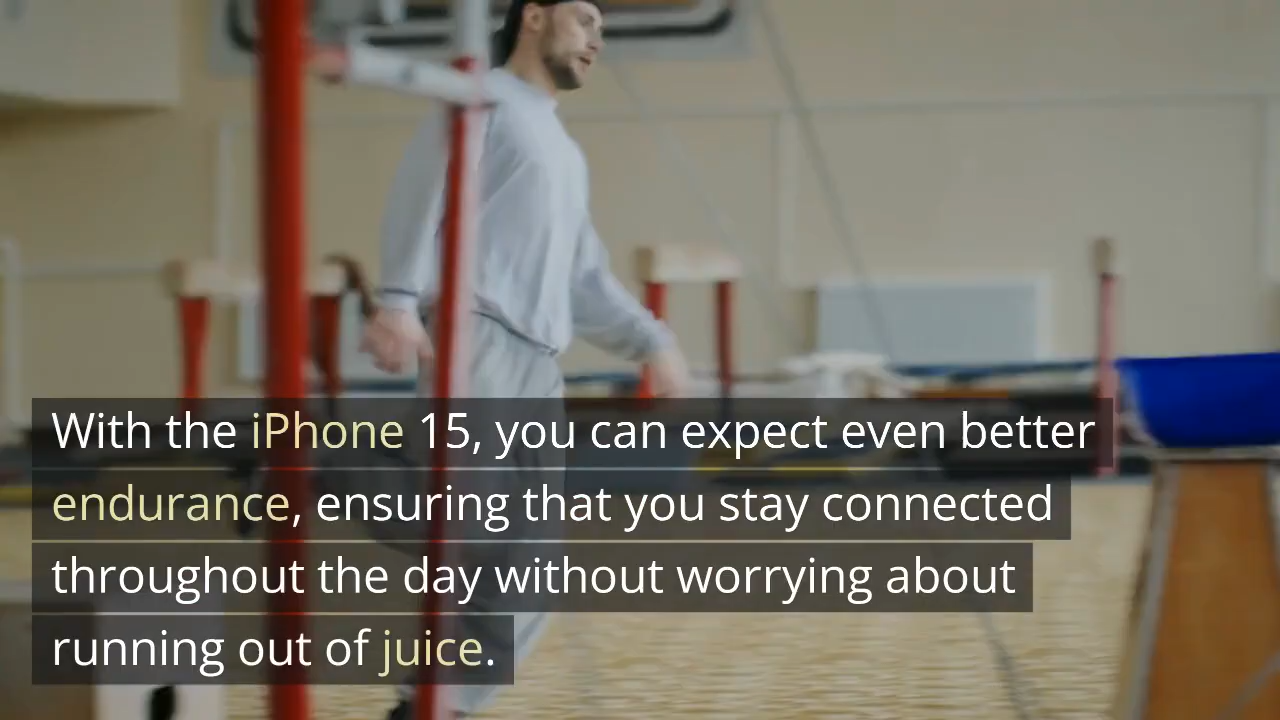 With the iPhone 15, you can expect even better
endurance, ensuring that you stay connected
throughout the day without worrying about
running out of juice.